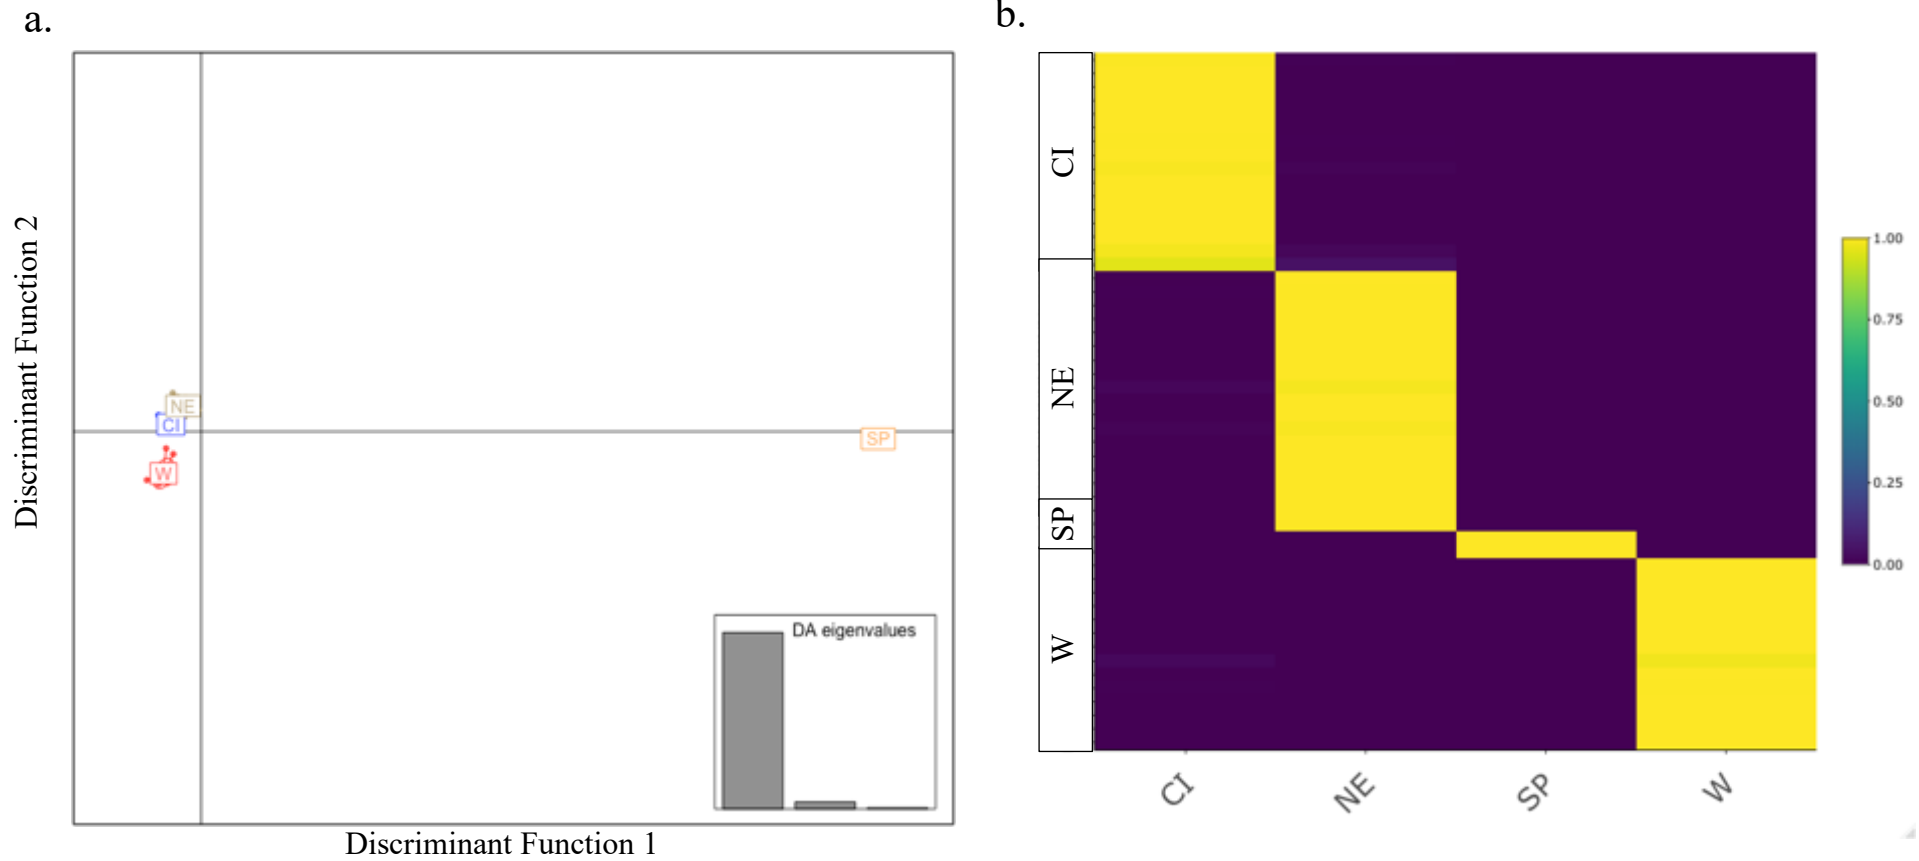 a.
Discriminant Function 2
NE
CI
W
SP
DA eigenvalues
Discriminant Function 1
b.
CI
NE
SP
W
CI
NE
SP
W
1.00
0.75
0.50
0.25
0.00